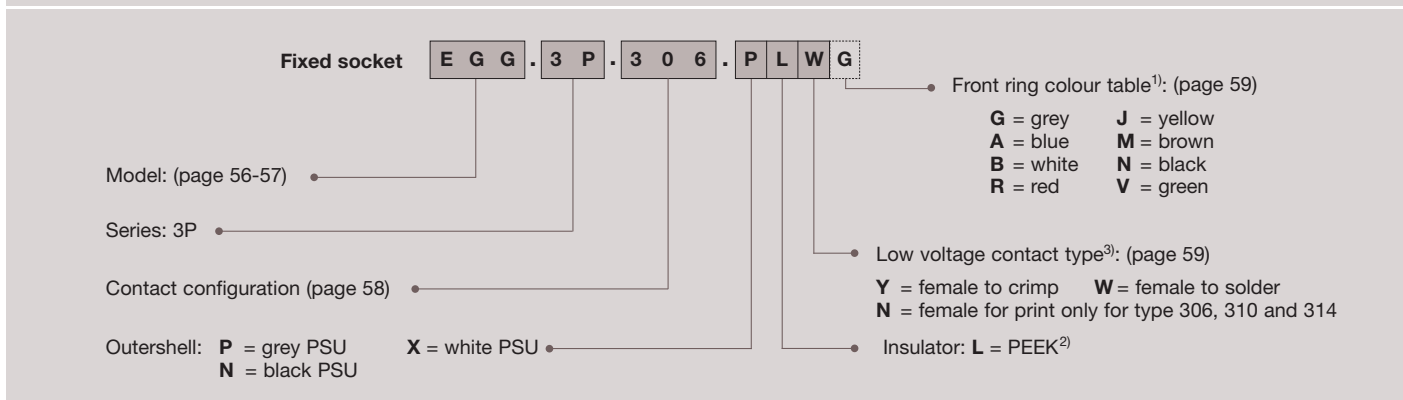 Fixed socket E G G . 3 P . 3 0 6 . P L W G
Front ring colour table1): (page 59)
G = grey J = yellow
A = blue M = brown
B = white N = black
R = red V = green
Model: (page 56-57)
Series: 3P
Low voltage contact type3): (page 59)
Y = female to crimp W = female to solder
N = female for print only for type 306, 310 and 314
Contact configuration (page 58)
Outershell: P = grey PSU X = white PSU
N = black PSU
Insulator: L = PEEK2)